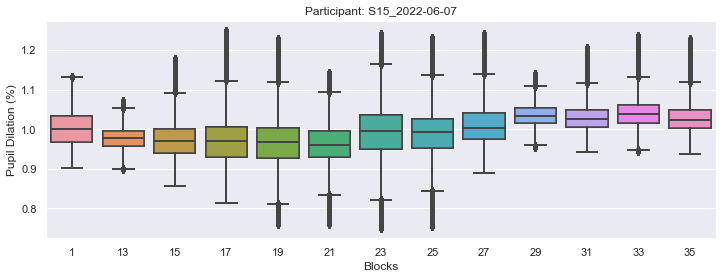 Participant: S15_2022-06-07
Pupil Dilation (%)
1.2
1.1
1.0
0.9
0.8
1 13 15 17 19 21 23 25 27 29 31 33 35
Blocks